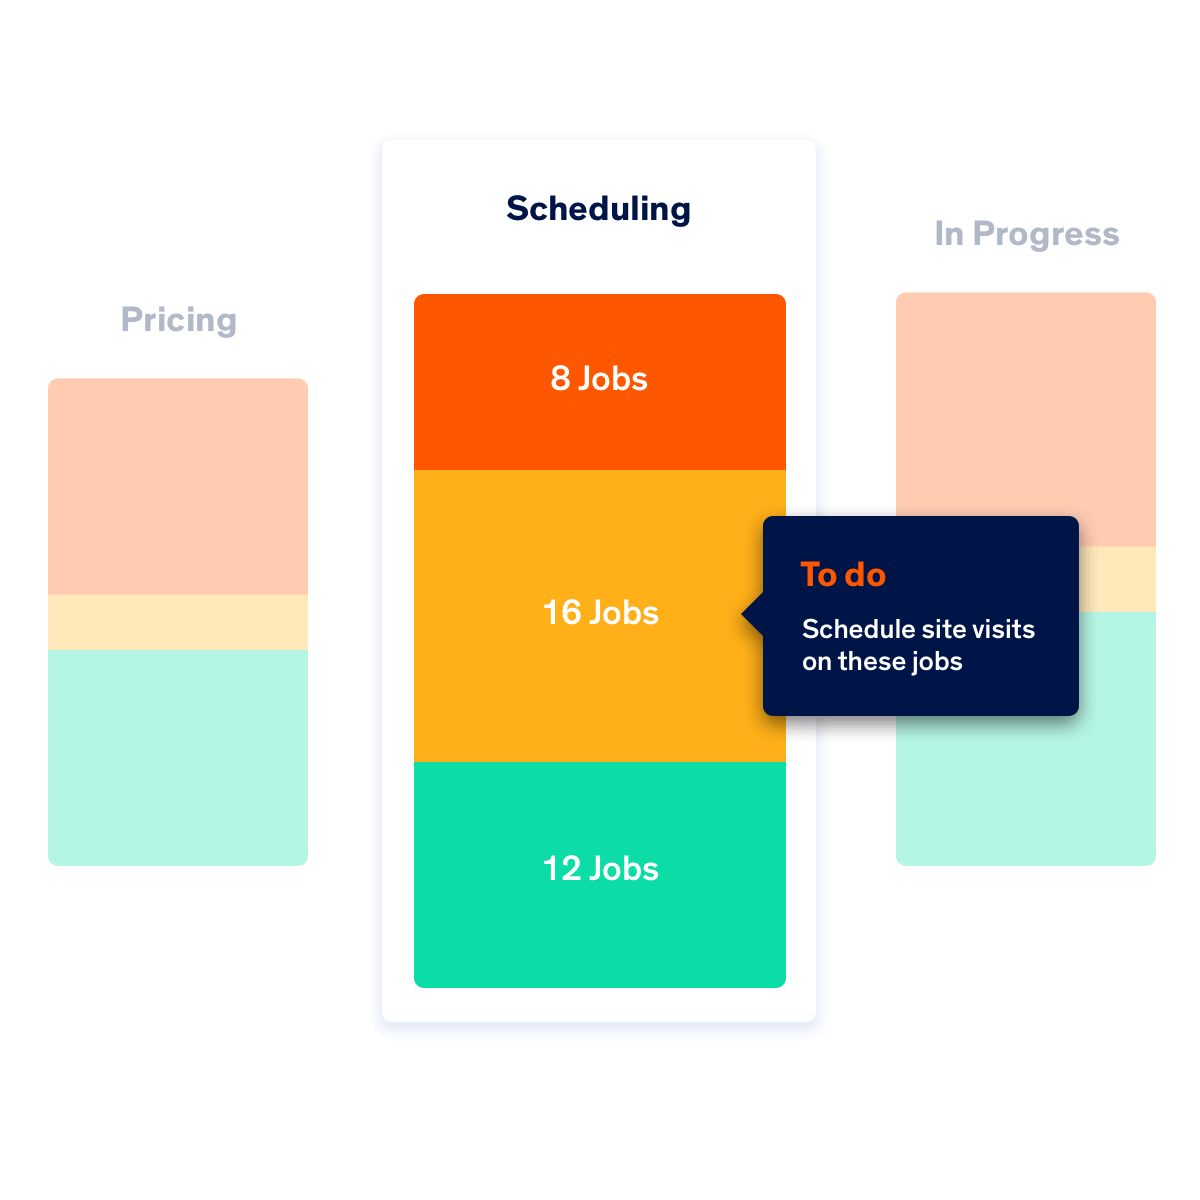 Pricing
Scheduling
8 Jobs
16 Jobs
12 Jobs
To do
Schedule site visits
on these jobs
In Progress